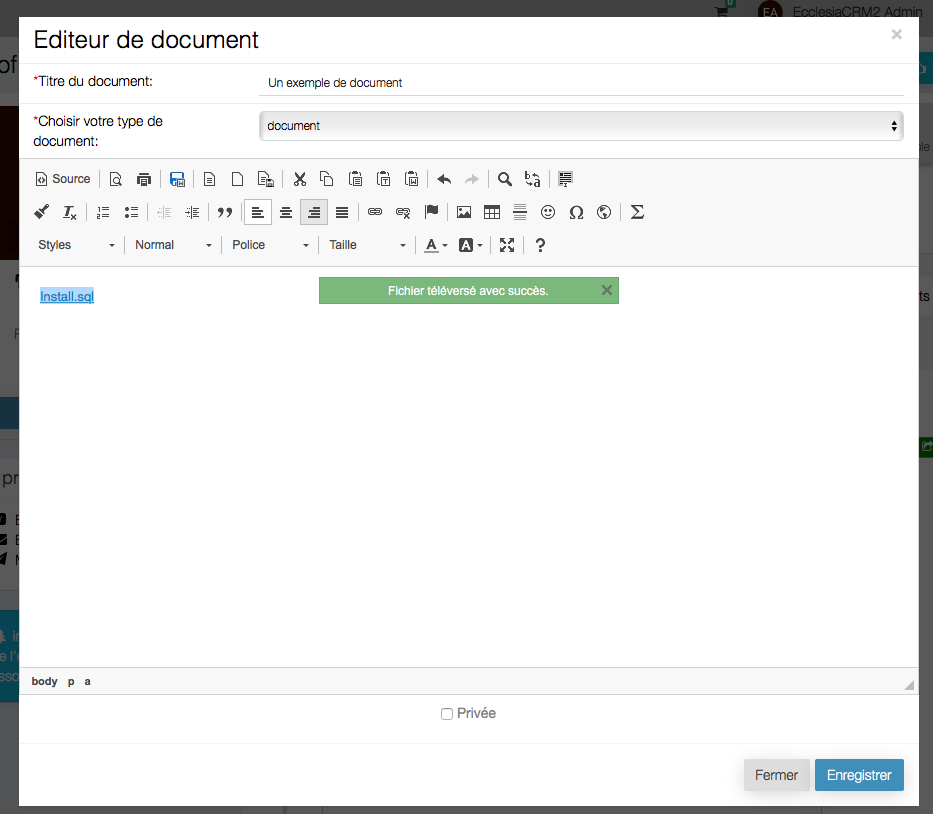 0
EA EcclesiaCRM2 Admin
Editeur de document
×
*Titre du document:
Un exemple de document
*Choisir votre type de
document:
document
Source
Styles Normal Police Taille A A ?
Install.sql
Fichier téléversé avec succès.
body p a
Privée
Fermer Enregistrer